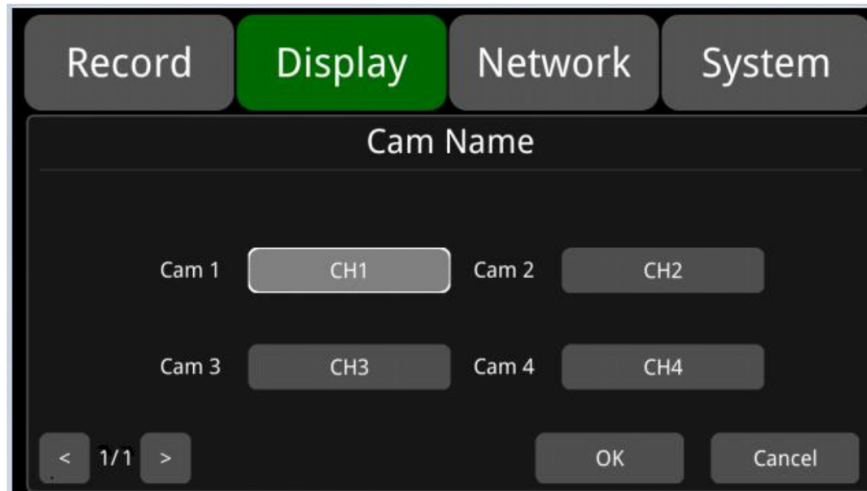 Record Display Network System
Cam Name
Cam 1 CH1 Cam 2 CH2
Cam 3 CH3 Cam 4 CH4
< 1/1 > OK Cancel